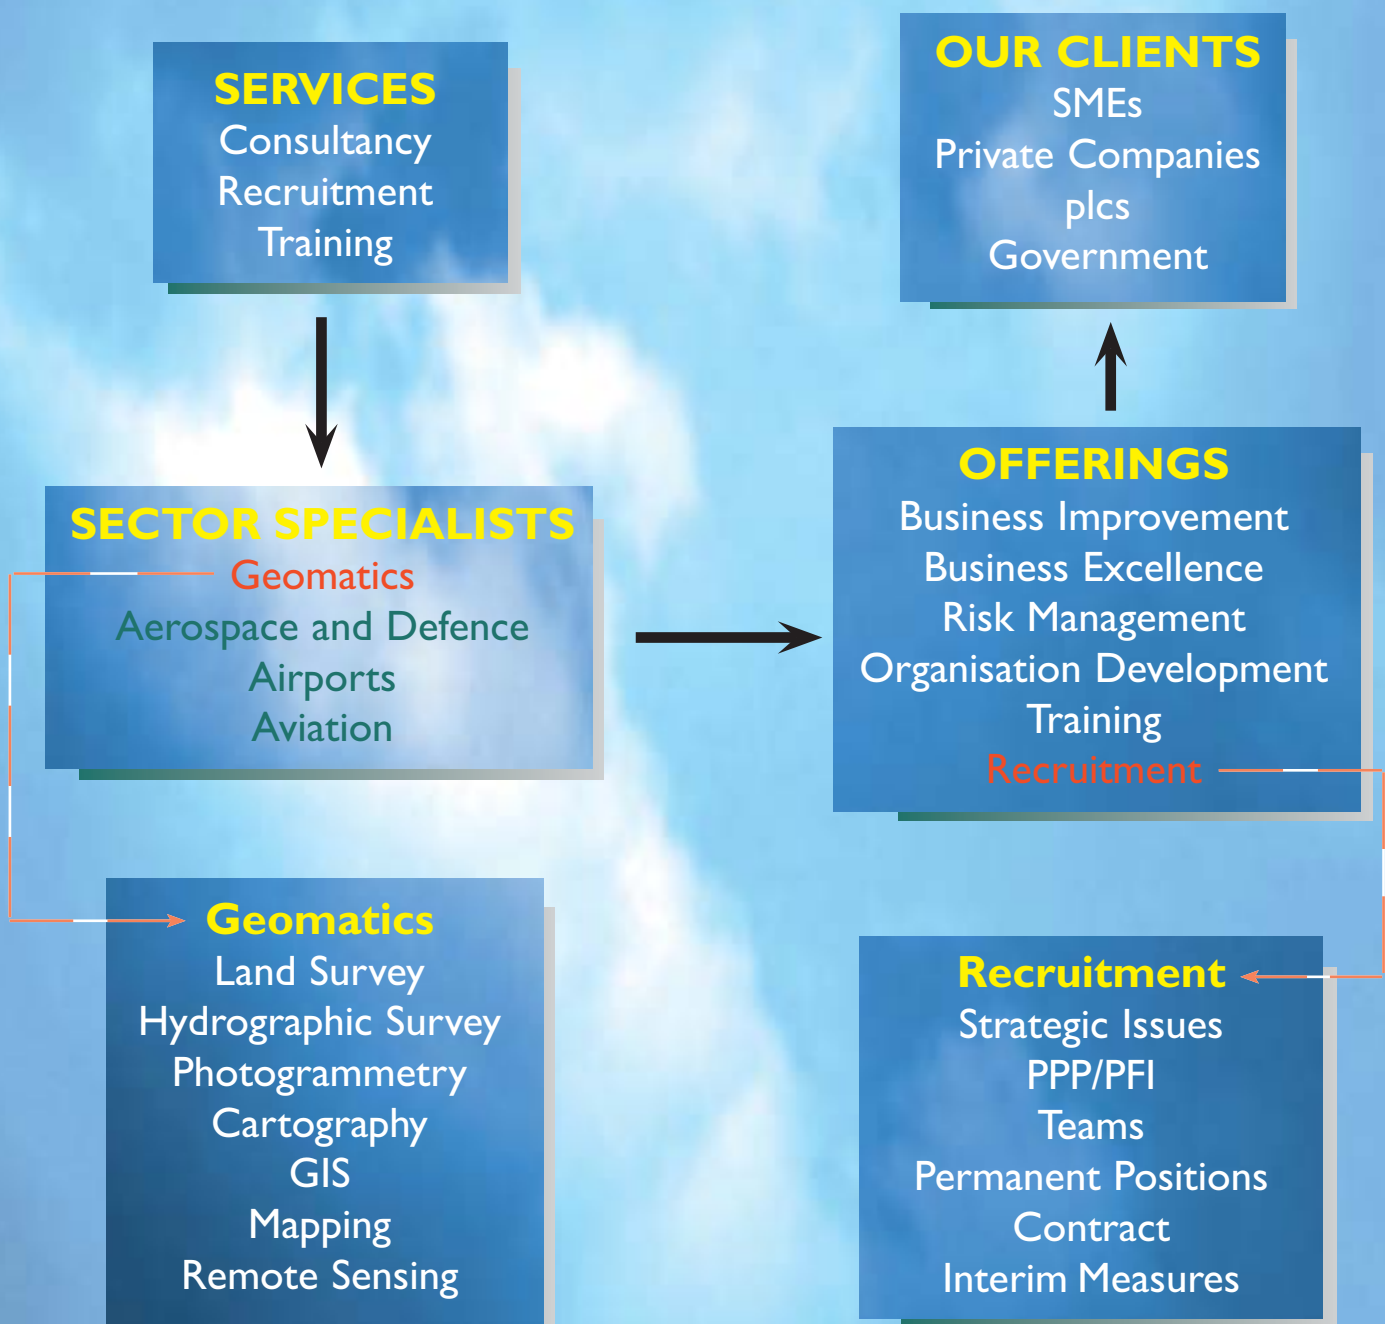 SERVICES
Consultancy
Recruitment
Training
OUR CLIENTS
SMEs
Private Companies
plcs
Government
SECTOR SPECIALISTS
Geomatics
Aerospace and Defence
Airports
Aviation
OFFERINGS
Business Improvement
Business Excellence
Risk Management
Organisation Development
Training
Recruitment
Geomatics
Land Survey
Hydrographic Survey
Photogrammetry
Cartography
GIS
Mapping
Remote Sensing
Recruitment
Strategic Issues
PPP/PFI
Teams
Permanent Positions
Contract
Interim Measures